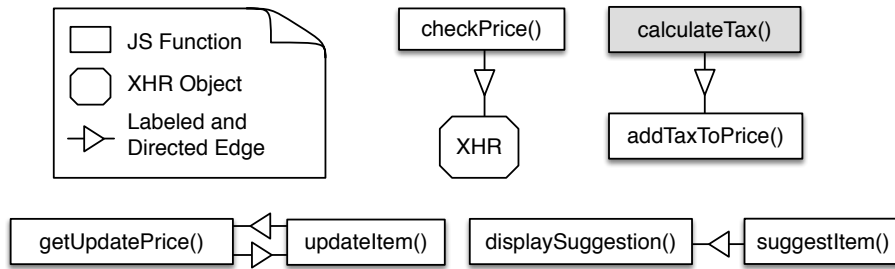 JS Function
XHR Object
Labeled and
Directed Edge
checkPrice()
XHR
calculateTax()
addTaxToPrice()
getUpdatePrice()
updateItem()
displaySuggestion()
suggestItem()